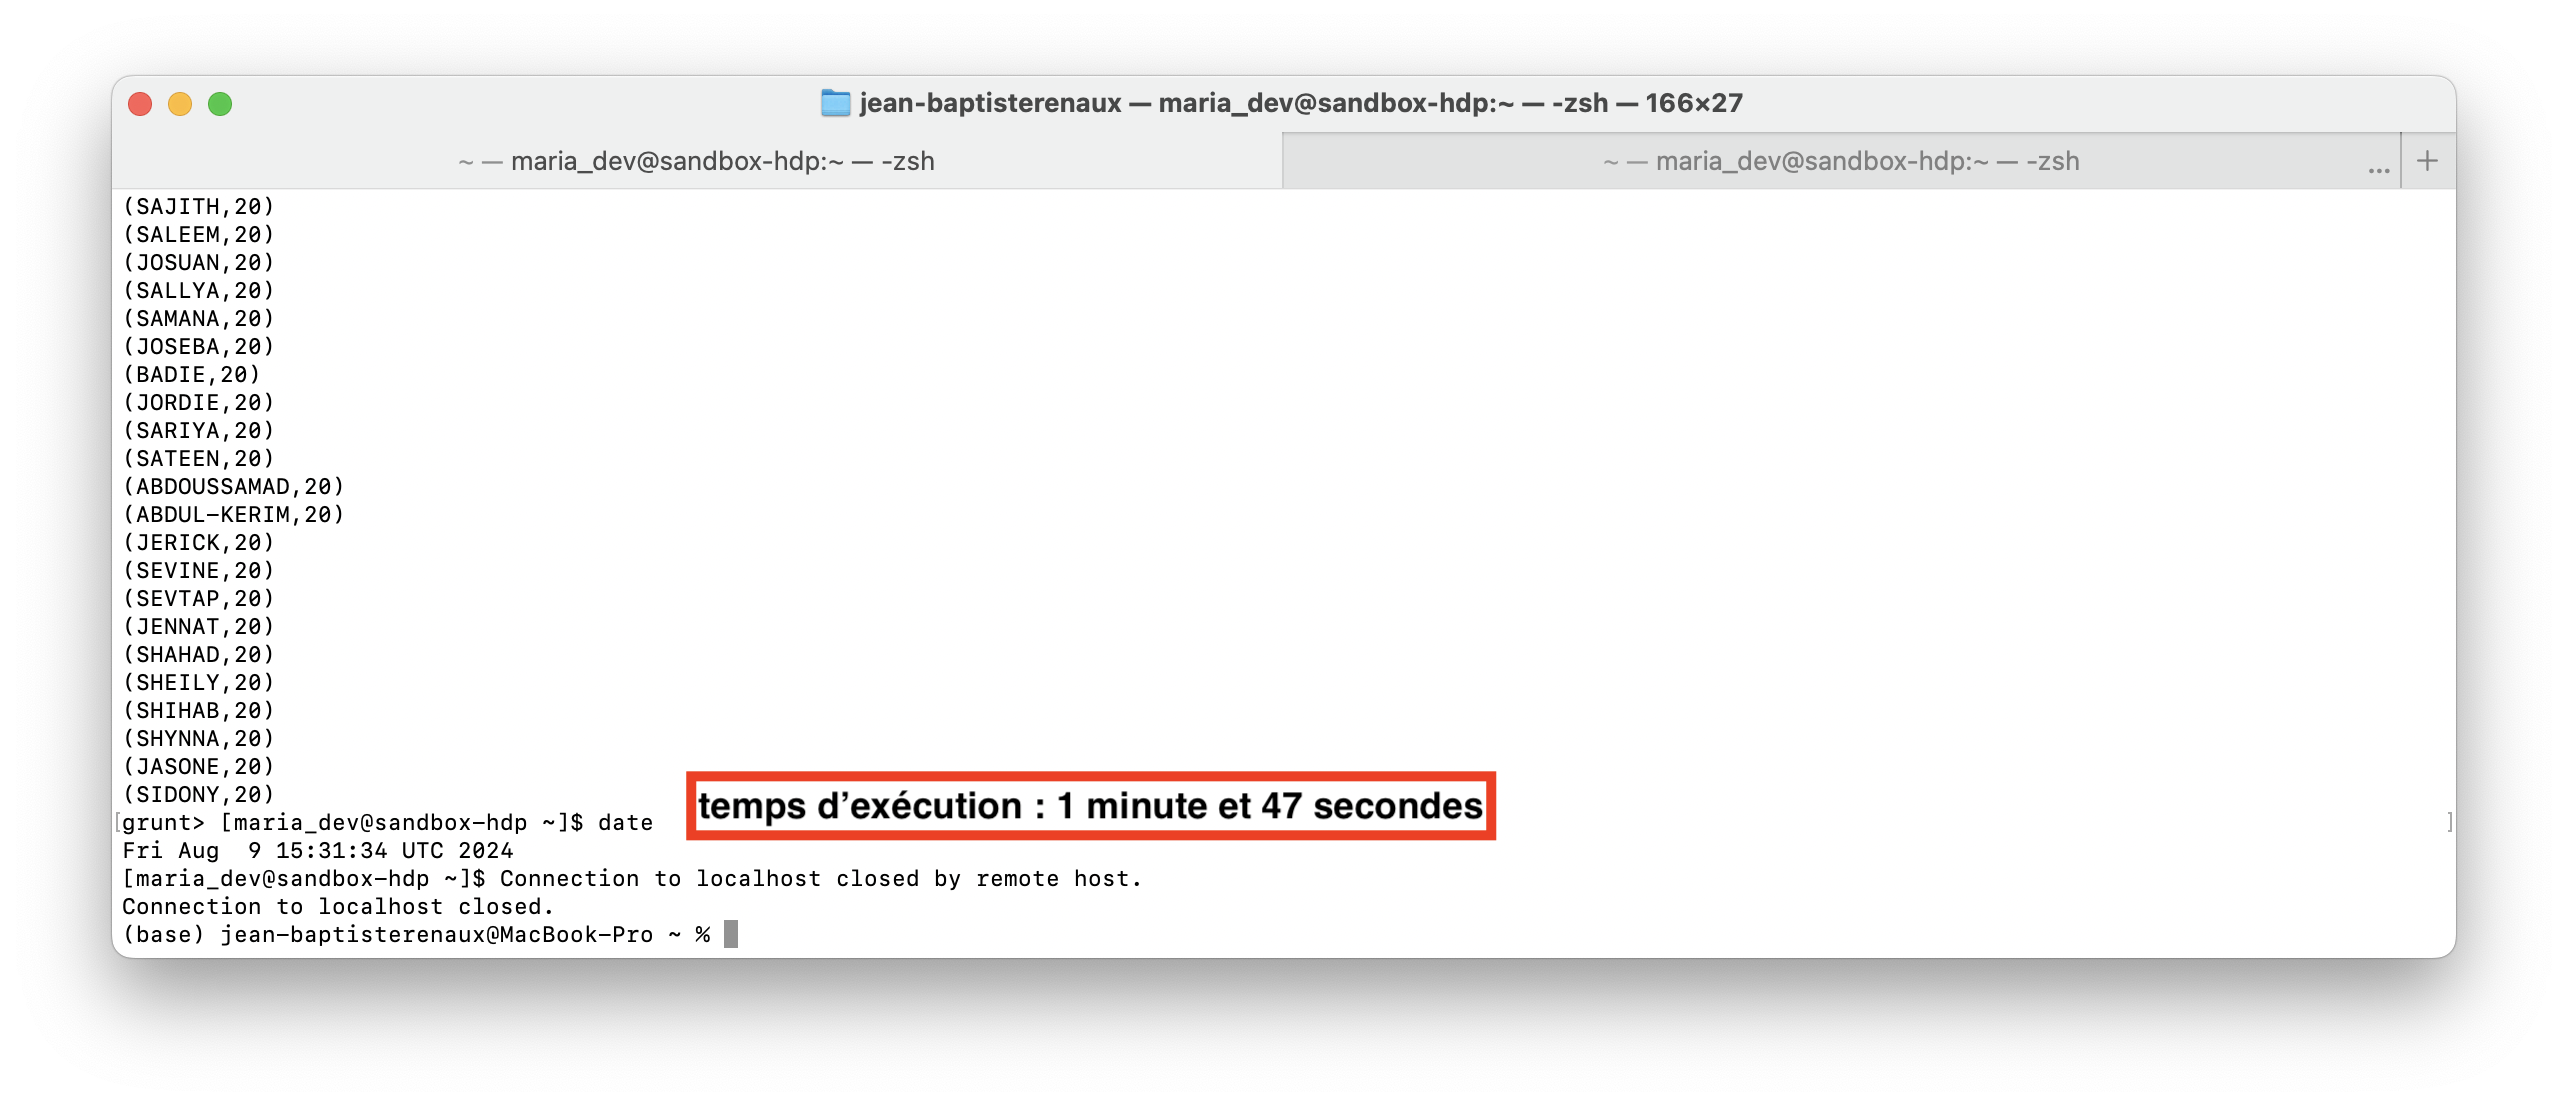 jean-baptisterenaux — maria_dev@sandbox-hdp:~ — -zsh — 166×27
~ — maria_dev@sandbox-hdp:~ — -zsh
~ — maria_dev@sandbox-hdp:~ — -zsh ... +
(SAJITH,20)
(SALEEM,20)
(JOSUAN,20)
(SALLYA,20)
(SAMANA,20)
(JOSEBA,20)
(BADIE,20)
(JORDIE,20)
(SARIYA,20)
(SATEEN,20)
(ABDOUSSAMAD,20)
(ABDUL-KERIM,20)
(JERICK,20)
(SEVINE,20)
(SEVTAP,20)
(JENNAT,20)
(SHAHAD,20)
(SHEILY,20)
(SHIHAB,20)
(SHYNNA,20)
(JASONE,20)
(SIDONY,20)
temps d’exécution : 1 minute et 47 secondes
[grunt> [maria_dev@sandbox-hdp ~]$ date ]
Fri Aug  9 15:31:34 UTC 2024
[maria_dev@sandbox-hdp ~]$ Connection to localhost closed by remote host.
Connection to localhost closed.
(base) jean-baptisterenaux@MacBook-Pro ~ %